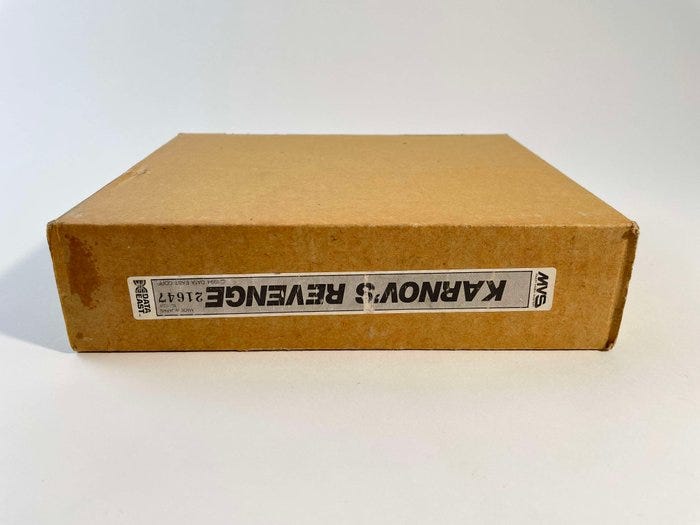 MVS
KARNOV'S REVENGE
©1994 DATA EAST CORP.
21647
MADE IN JAPAN
DATA
EAST